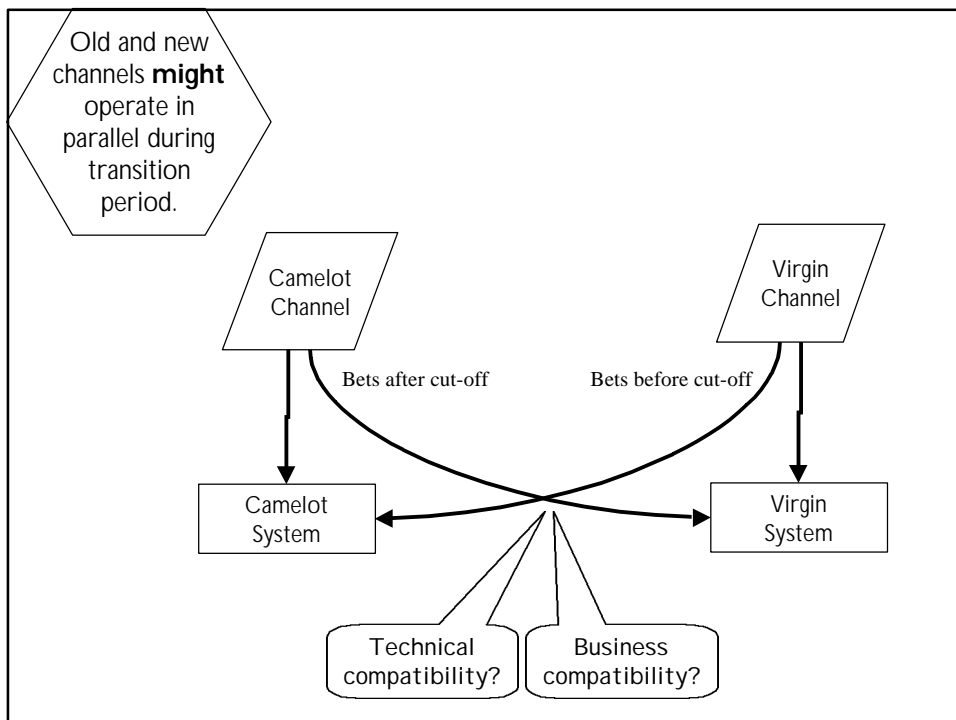 Old and new
channels might
operate in
parallel during
transition
period.
Camelot
Channel
Virgin
Channel
Bets after cut-off
Bets before cut-off
Camelot
System
Virgin
System
Technical
compatibility?
Business
compatibility?